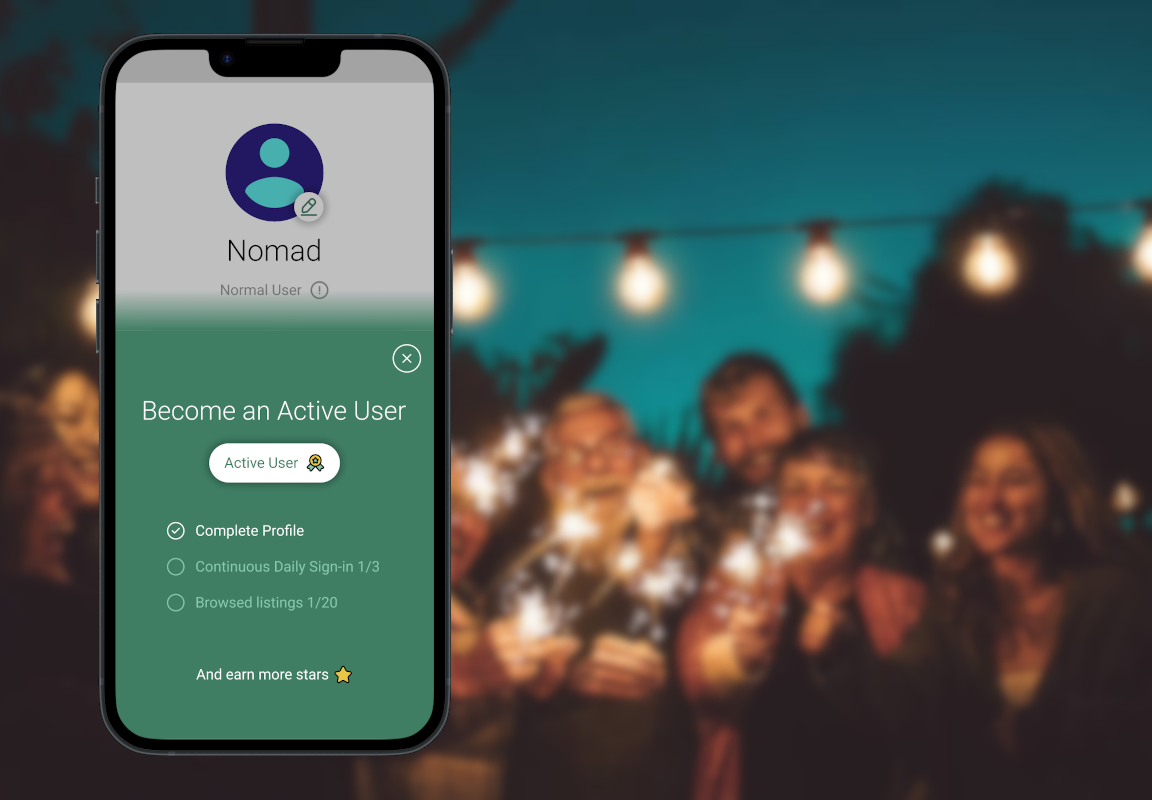 Nomad
Normal User
Become an Active User
Active User
Complete Profile
Continuous Daily Sign-in 1/3
Browsed listings 1/20
And earn more stars